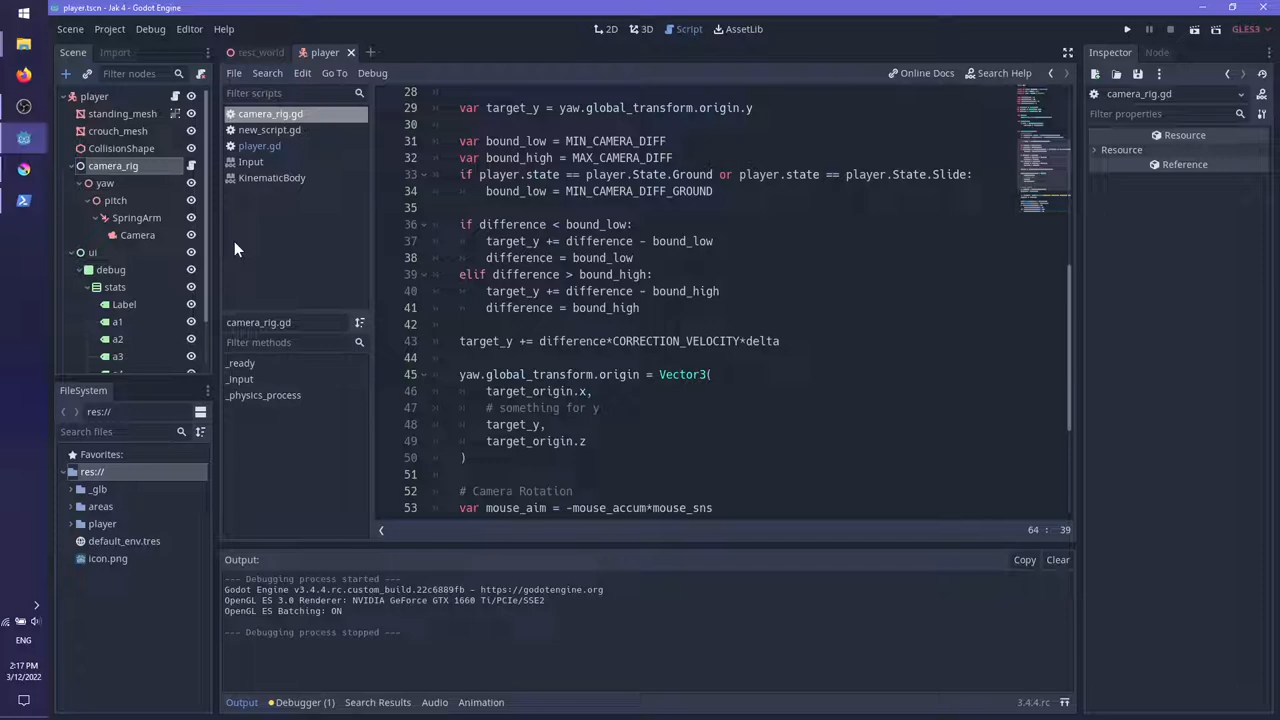 player.tscn - Jak 4 - Godot Engine
Scene Project Debug Editor Help
2D 3D Script AssetLib
GLES3
Scene Import
test_world player
Inspector Node
Filter nodes
File Search Edit Go To Debug
Online Docs Search Help
Filter scripts
camera_rig.gd
new_script.gd
player.gd
Input
KinematicBody
camera_rig.gd
Filter methods
_ready
_input
_physics_process
player
standing_mesh
crouch_mesh
CollisionShape
camera_rig
yaw
pitch
SpringArm
Camera
ui
debug
stats
Label
a1
a2
a3
FileSystem
res://
Search files
Favorites:
res://
_glb
areas
player
default_env.tres
icon.png
28
29 var target_y = yaw.global_transform.origin.y
30
31 var bound_low = MIN_CAMERA_DIFF
32 var bound_high = MAX_CAMERA_DIFF
33 if player.state == player.State.Ground or player.state == player.State.Slide:
34 bound_low = MIN_CAMERA_DIFF_GROUND
35
36 if difference < bound_low:
37 target_y += difference - bound_low
38 difference = bound_low
39 elif difference > bound_high:
40 target_y += difference - bound_high
41 difference = bound_high
42
43 target_y += difference*CORRECTION_VELOCITY*delta
44
45 yaw.global_transform.origin = Vector3(
46 target_origin.x,
47 # something for y
48 target_y,
49 target_origin.z
50 )
51
52 # Camera Rotation
53 var mouse_aim = -mouse_accum*mouse_sns
64 : 39
Output:
Copy Clear
--- Debugging process started ---
Godot Engine v3.4.4.rc.custom_build.22c6889fb - https://godotengine.org
OpenGL ES 3.0 Renderer: NVIDIA GeForce GTX 1660 Ti/PCIe/SSE2
OpenGL ES Batching: ON
--- Debugging process stopped ---
Output Debugger (1) Search Results Audio Animation
3.4.4.rc
camera_rig.gd
Filter properties
Resource
Resource
Reference
ENG
2:17 PM
3/12/2022